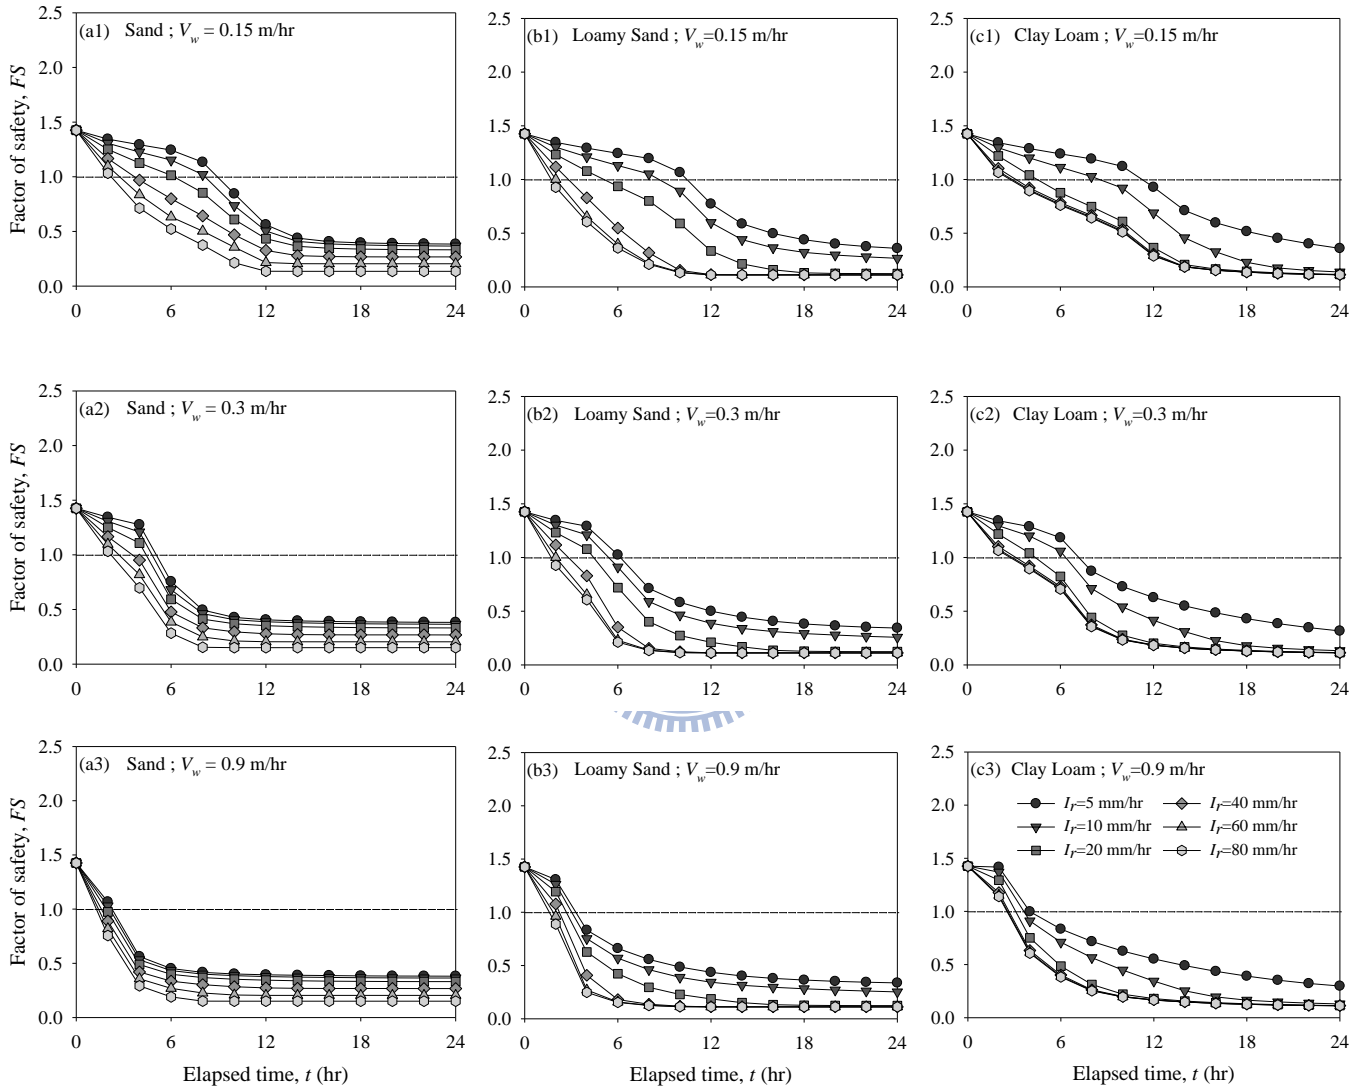 (a1) Sand ; Vw = 0.15 m/hr
(b1) Loamy Sand ; Vw=0.15 m/hr
(c1) Clay Loam ; Vw=0.15 m/hr
Factor of safety, FS
2.5
2.0
1.5
1.0
0.5
0.0
0 6 12 18 24
2.5
2.0
1.5
1.0
0.5
0.0
0 6 12 18 24
2.5
2.0
1.5
1.0
0.5
0.0
0 6 12 18 24
(a2) Sand ; Vw = 0.3 m/hr
(b2) Loamy Sand ; Vw=0.3 m/hr
(c2) Clay Loam ; Vw=0.3 m/hr
Factor of safety, FS
2.5
2.0
1.5
1.0
0.5
0.0
0 6 12 18 24
2.5
2.0
1.5
1.0
0.5
0.0
0 6 12 18 24
2.5
2.0
1.5
1.0
0.5
0.0
0 6 12 18 24
(a3) Sand ; Vw = 0.9 m/hr
(b3) Loamy Sand ; Vw=0.9 m/hr
(c3) Clay Loam ; Vw=0.9 m/hr
Ir=5 mm/hr Ir=40 mm/hr
Ir=10 mm/hr Ir=60 mm/hr
Ir=20 mm/hr Ir=80 mm/hr
Factor of safety, FS
2.5
2.0
1.5
1.0
0.5
0.0
0 6 12 18 24
2.5
2.0
1.5
1.0
0.5
0.0
0 6 12 18 24
2.5
2.0
1.5
1.0
0.5
0.0
0 6 12 18 24
Elapsed time, t (hr)
Elapsed time, t (hr)
Elapsed time, t (hr)